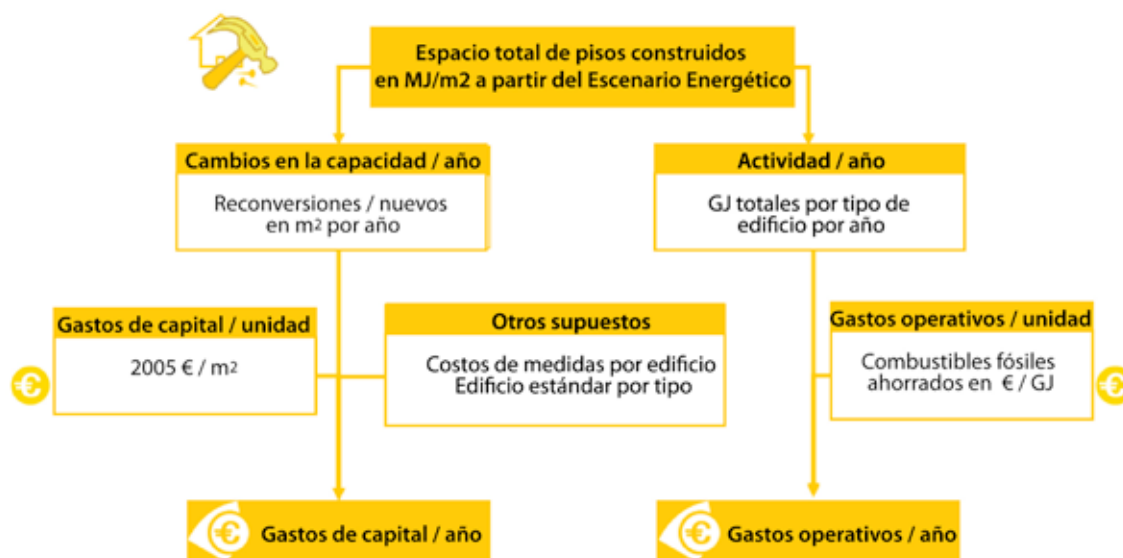 Espacio total de pisos construidos
en MJ/m2 a partir del Escenario Energético
Cambios en la capacidad / año
Reconversiones / nuevos
en m2 por año
Actividad / año
GJ totales por tipo de
edificio por año
Gastos de capital / unidad
2005 € / m2
Otros supuestos
Costos de medidas por edificio
Edificio estándar por tipo
Gastos operativos / unidad
Combustibles fósiles
ahorrados en € / GJ
€
€
€ Gastos de capital / año
€ Gastos operativos / año